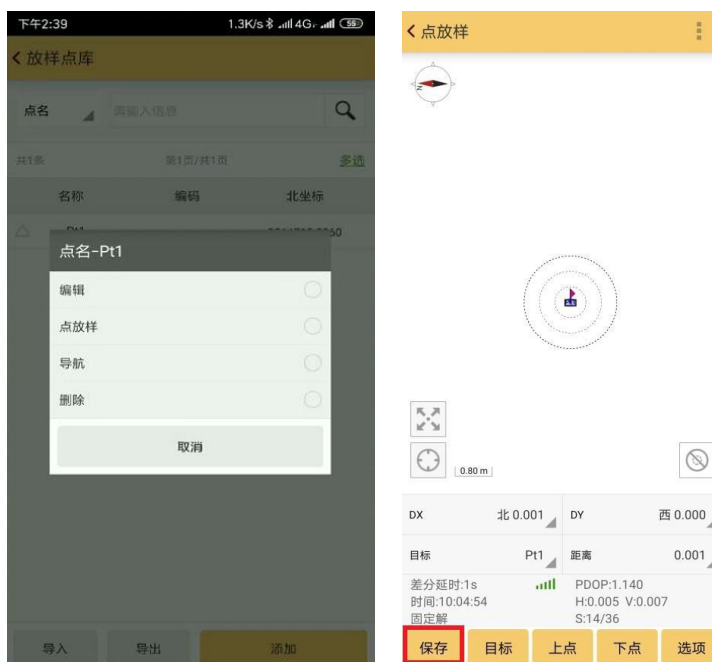 下午2:39 1.3K/s 4G 55
放样点库
点名 请输入信息
共1条 第1页/共1页 多选
名称 编码 北坐标
点名-Pt1
编辑
点放样
导航
删除
取消
导入 导出 添加
点放样
N
0.80 m
DX 北 0.001 DY 西 0.000
目标 Pt1 距离 0.001
差分延时:1s PDOP:1.140
时间:10:04:54 H:0.005 V:0.007
固定解 S:14/36
保存 目标 上点 下点 选项